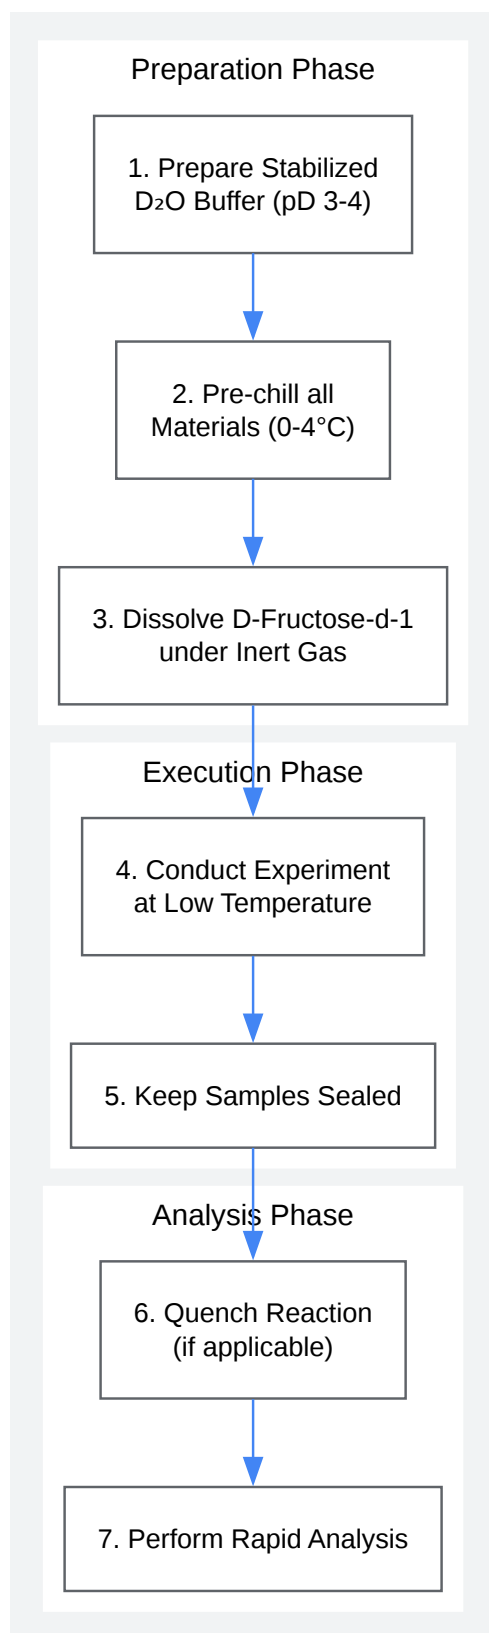 Preparation Phase
1. Prepare Stabilized
D₂O Buffer (pD 3-4)
2. Pre-chill all
Materials (0-4°C)
3. Dissolve D-Fructose-d-1
under Inert Gas
Execution Phase
4. Conduct Experiment
at Low Temperature
5. Keep Samples Sealed
Analysis Phase
6. Quench Reaction
(if applicable)
7. Perform Rapid Analysis